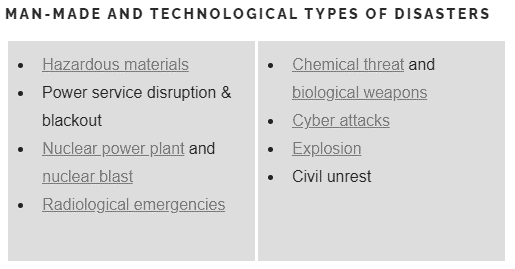 MAN-MADE AND TECHNOLOGICAL TYPES OF DISASTERS
• Hazardous materials
• Power service disruption &
blackout
• Nuclear power plant and
nuclear blast
• Radiological emergencies
• Chemical threat and
biological weapons
• Cyber attacks
• Explosion
• Civil unrest